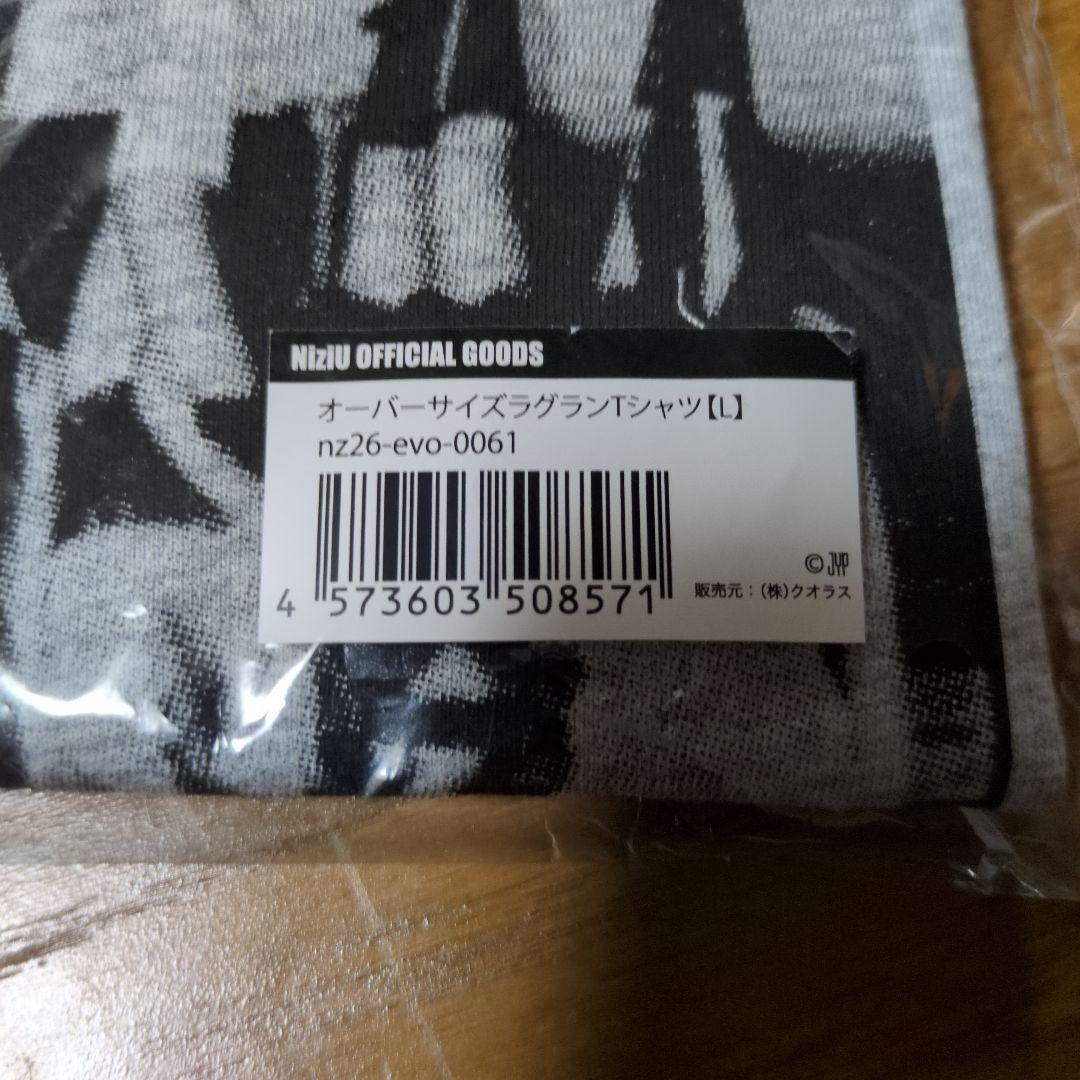 NiziU OFFICIAL GOODS
オーバーサイズラグランTシャツ【L】
nz26-evo-0061
4 573603 508571
© JYP
販売元：（株）クオラス